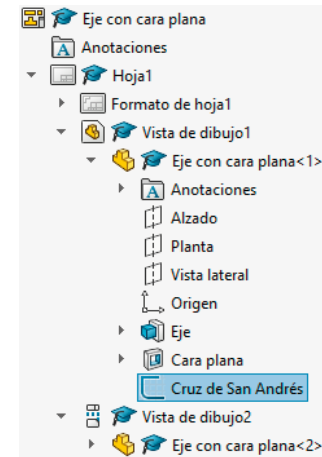 Eje con cara plana
Anotaciones
Hoja1
Formato de hoja1
Vista de dibujo1
Eje con cara plana<1>
Anotaciones
Alzado
Planta
Vista lateral
Origen
Eje
Cara plana
Cruz de San Andrés
Vista de dibujo2
Eje con cara plana<2>